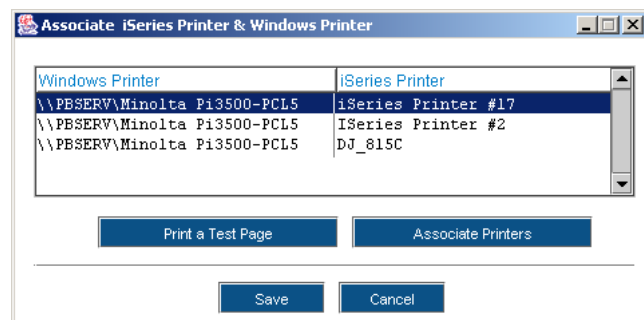 Associate iSeries Printer & Windows Printer
Windows Printer iSeries Printer
\\PBSERV\Minolta Pi3500-PCL5 iSeries Printer #17
\\PBSERV\Minolta Pi3500-PCL5 ISeries Printer #2
\\PBSERV\Minolta Pi3500-PCL5 DJ_815C
Print a Test Page Associate Printers
Save Cancel